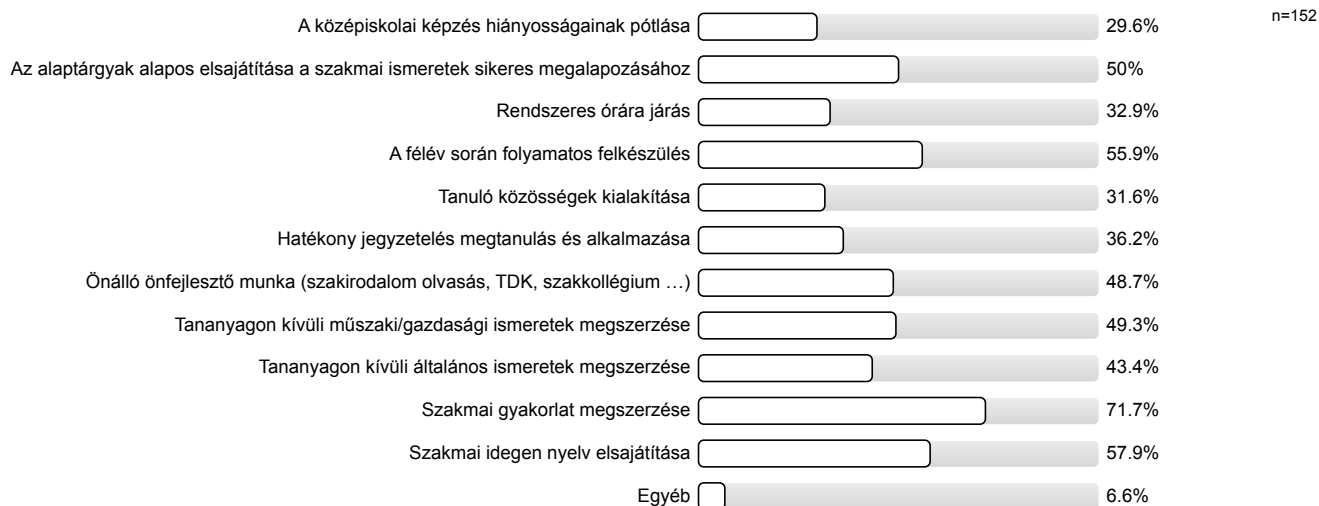 n=152
A középiskolai képzés hiányosságainak pótlása 29.6%
Az alaptárgyak alapos elsajátítása a szakmai ismeretek sikeres megalapozásához 50%
Rendszeres órára járás 32.9%
A félév során folyamatos felkészülés 55.9%
Tanuló közösségek kialakítása 31.6%
Hatékony jegyzetelés megtanulás és alkalmazása 36.2%
Önálló önfejlesztő munka (szakirodalom olvasás, TDK, szakkollégium …) 48.7%
Tananyagon kívüli műszaki/gazdasági ismeretek megszerzése 49.3%
Tananyagon kívüli általános ismeretek megszerzése 43.4%
Szakmai gyakorlat megszerzése 71.7%
Szakmai idegen nyelv elsajátítása 57.9%
Egyéb 6.6%